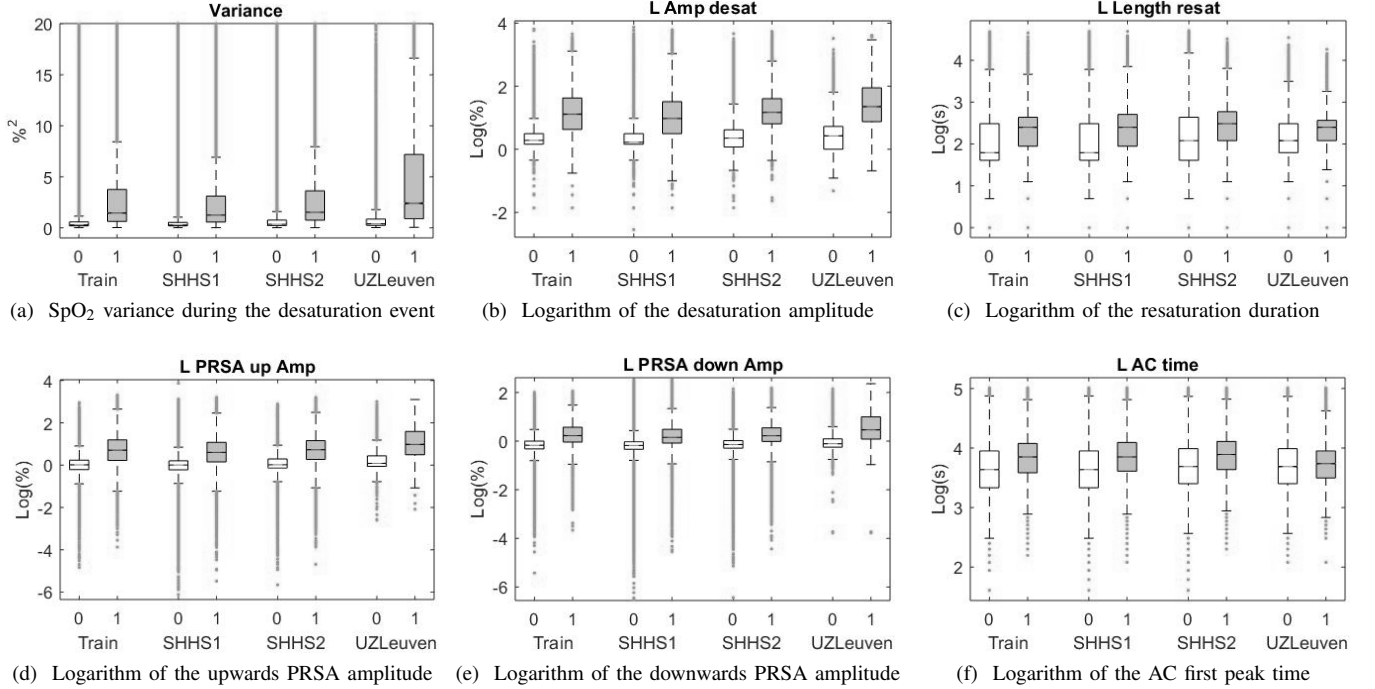 Variance
20
15
10
5
0
%²
0 1 0 1 0 1 0 1
Train SHHS1 SHHS2 UZLeuven
(a) SpO₂ variance during the desaturation event
L Amp desat
4
2
0
-2
Log(%)
0 1 0 1 0 1 0 1
Train SHHS1 SHHS2 UZLeuven
(b) Logarithm of the desaturation amplitude
L Length resat
4
3
2
1
0
Log(s)
0 1 0 1 0 1 0 1
Train SHHS1 SHHS2 UZLeuven
(c) Logarithm of the resaturation duration
L PRSA up Amp
4
2
0
-2
-4
-6
Log(%)
0 1 0 1 0 1 0 1
Train SHHS1 SHHS2 UZLeuven
(d) Logarithm of the upwards PRSA amplitude
L PRSA down Amp
2
0
-2
-4
-6
Log(%)
0 1 0 1 0 1 0 1
Train SHHS1 SHHS2 UZLeuven
(e) Logarithm of the downwards PRSA amplitude
L AC time
5
4
3
2
Log(s)
0 1 0 1 0 1 0 1
Train SHHS1 SHHS2 UZLeuven
(f) Logarithm of the AC first peak time